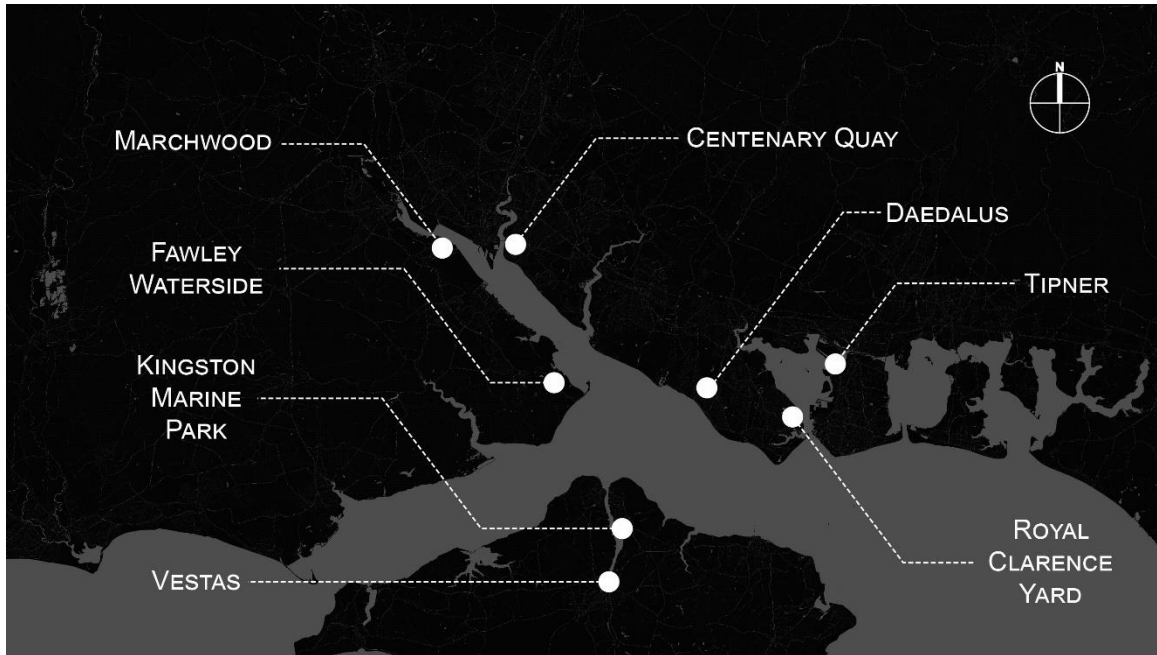 N
MARCHWOOD
CENTENARY QUAY
DAEDALUS
FAWLEY
WATERSIDE
TIPNER
KINGSTON
MARINE
PARK
ROYAL
CLARENCE
YARD
VESTAS